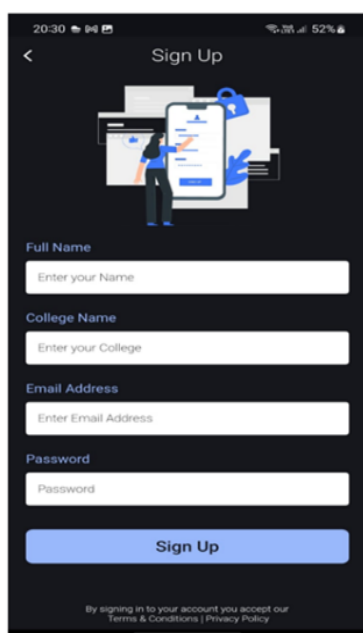 20:30 52%
Sign Up
Full Name
Enter your Name
College Name
Enter your College
Email Address
Enter Email Address
Password
Password
Sign Up
By signing in to your account you accept our
Terms & Conditions | Privacy Policy